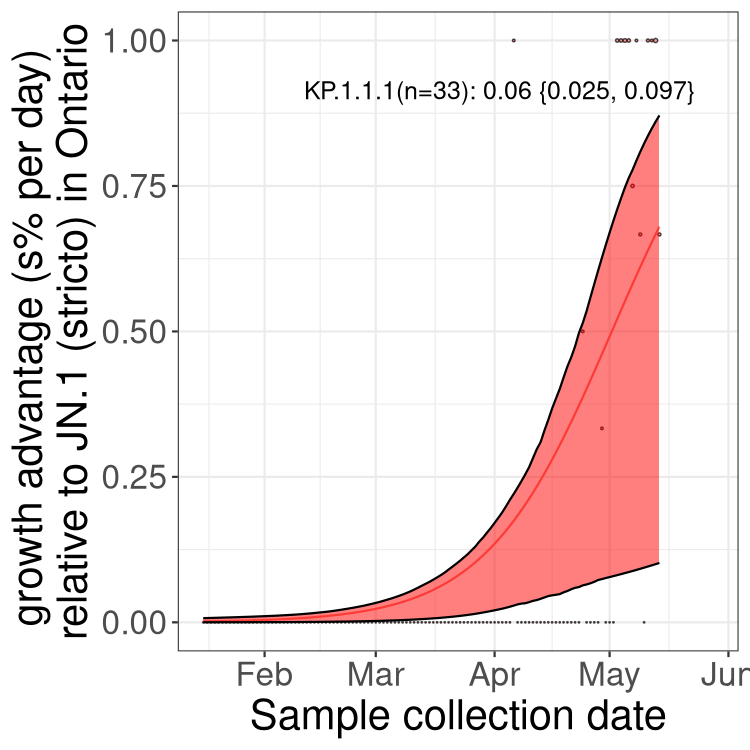 growth advantage (s% per day)
relative to JN.1 (stricto) in Ontario
1.00
0.75
0.50
0.25
0.00
KP.1.1.1(n=33): 0.06 {0.025, 0.097}
Feb Mar Apr May Jun
Sample collection date